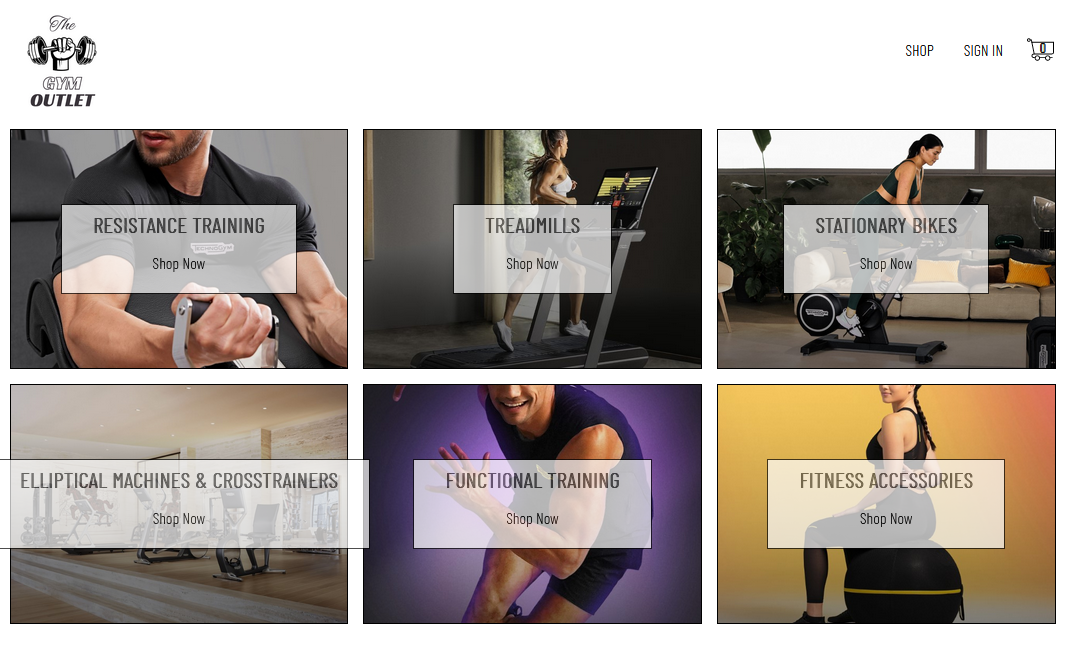 The
GYM
OUTLET
SHOP
SIGN IN
0
RESISTANCE TRAINING
Shop Now
TREADMILLS
Shop Now
STATIONARY BIKES
Shop Now
ELLIPTICAL MACHINES & CROSSTRAINERS
Shop Now
FUNCTIONAL TRAINING
Shop Now
FITNESS ACCESSORIES
Shop Now